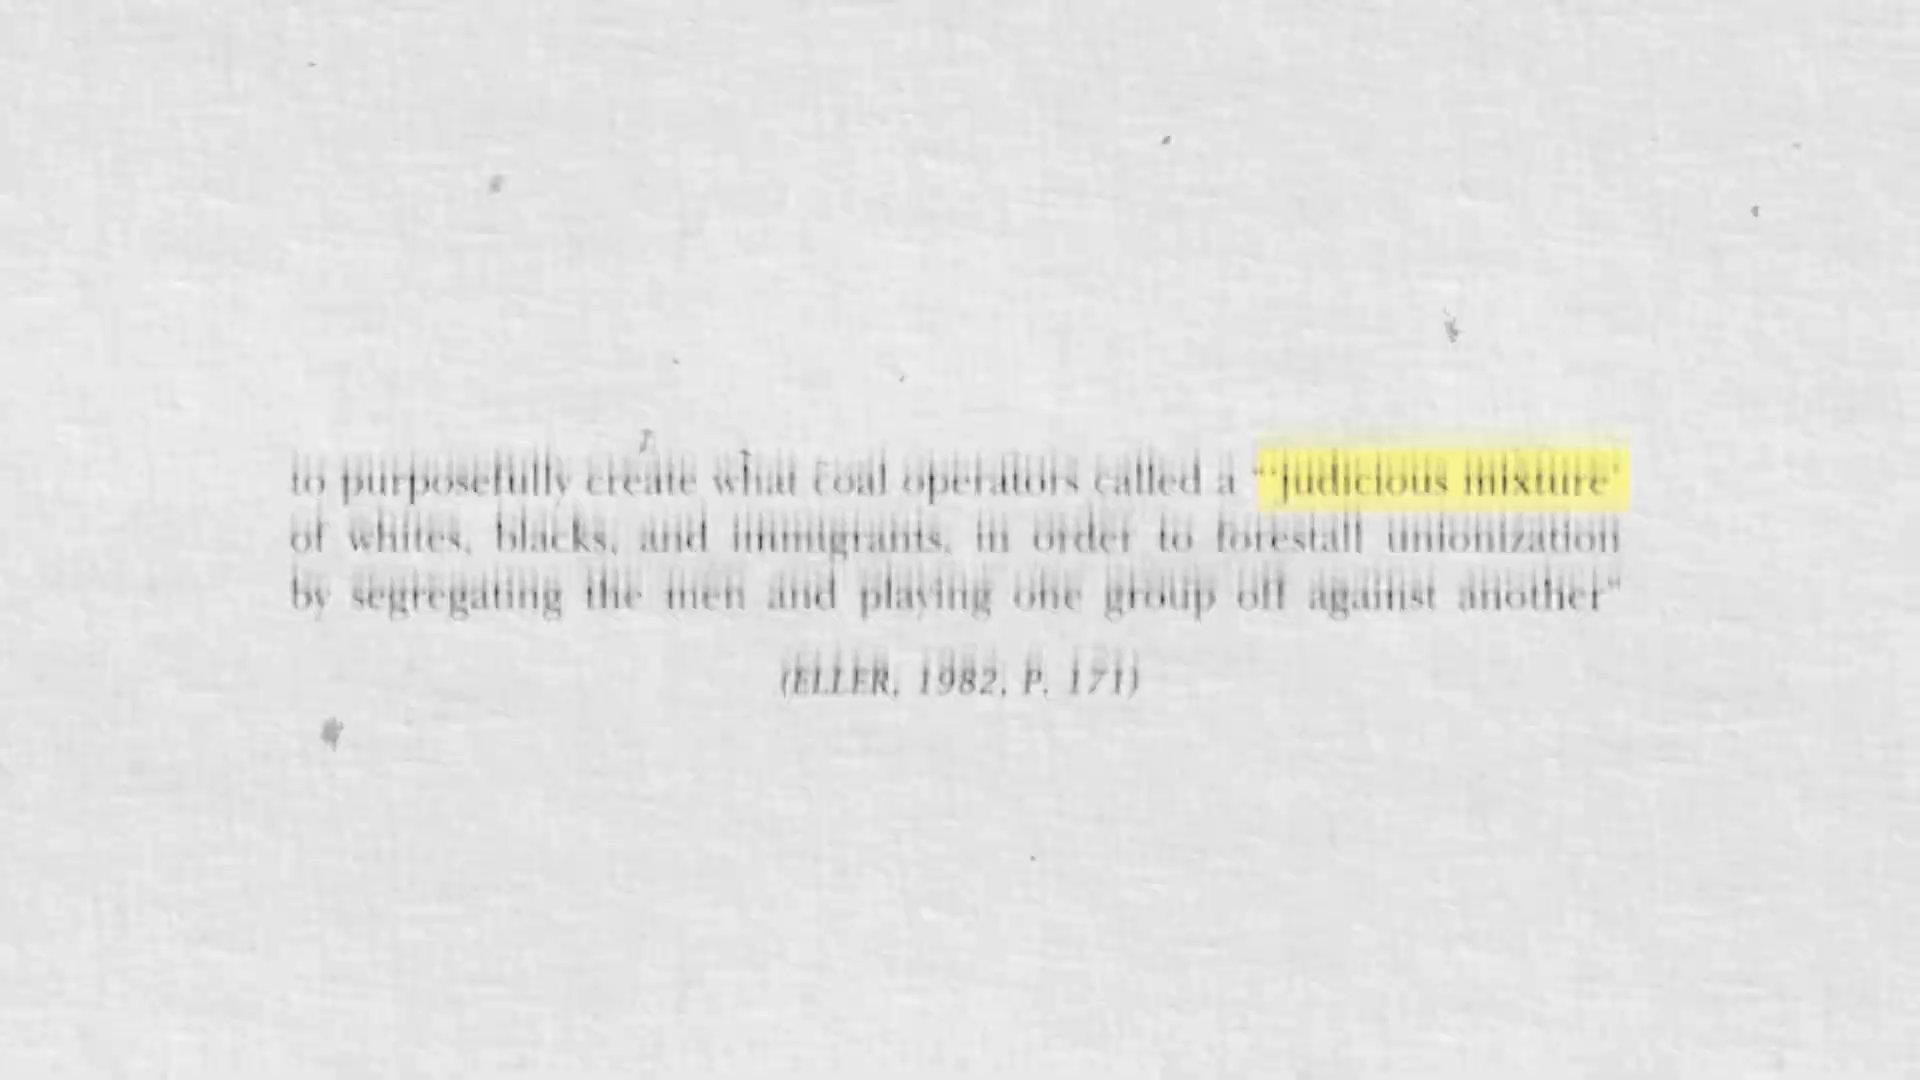 to purposefully create what coal operators called a "'judicious mixture'
of whites, blacks, and immigrants, in order to forestall unionization
by segregating the men and playing one group off against another"
(ELLER, 1982, P. 171)